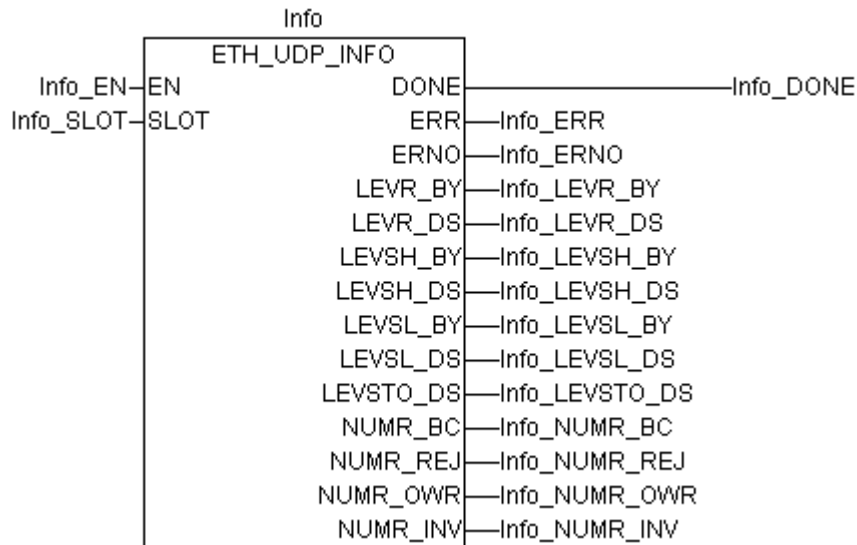 Info
ETH_UDP_INFO
Info_EN EN DONE Info_DONE
Info_SLOT SLOT ERR Info_ERR
ERNO Info_ERNO
LEVR_BY Info_LEVR_BY
LEVR_DS Info_LEVR_DS
LEVSH_BY Info_LEVSH_BY
LEVSH_DS Info_LEVSH_DS
LEVSL_BY Info_LEVSL_BY
LEVSL_DS Info_LEVSL_DS
LEVSTO_DS Info_LEVSTO_DS
NUMR_BC Info_NUMR_BC
NUMR_REJ Info_NUMR_REJ
NUMR_OWR Info_NUMR_OWR
NUMR_INV Info_NUMR_INV